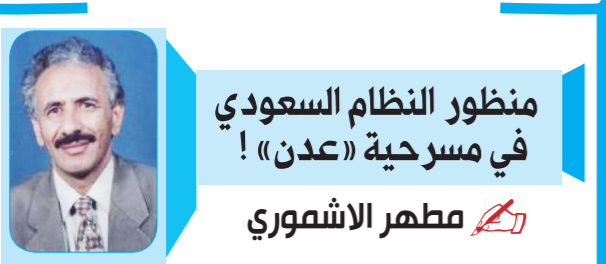 منظور النظام السعودي
في مسرحية «عدن» !
مطهر الاشموري